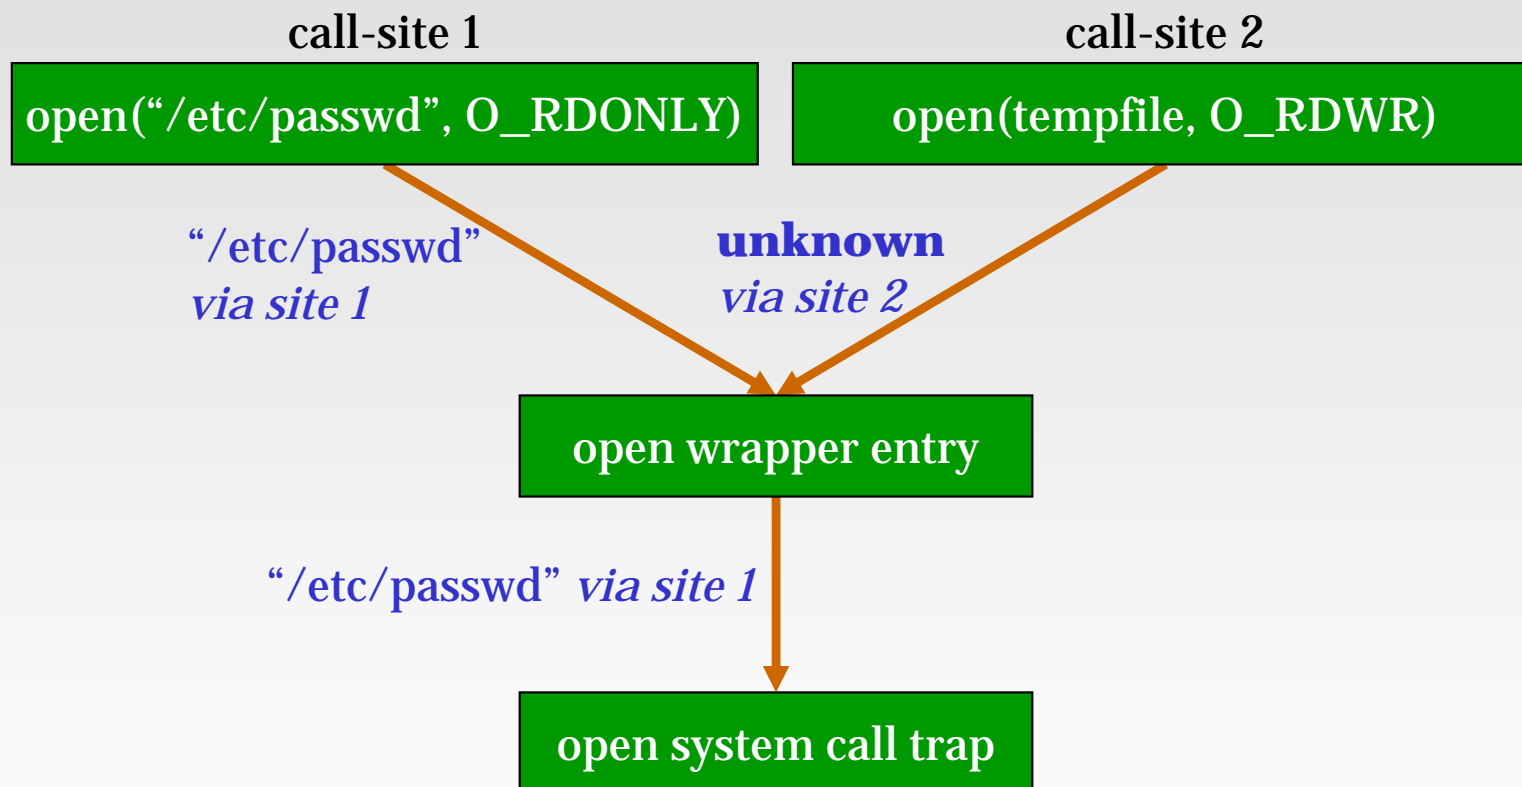 call-site 1
call-site 2
open(“/etc/passwd”, O_RDONLY)
open(tempfile, O_RDWR)
“/etc/passwd”
via site 1
unknown
via site 2
open wrapper entry
“/etc/passwd” via site 1
open system call trap